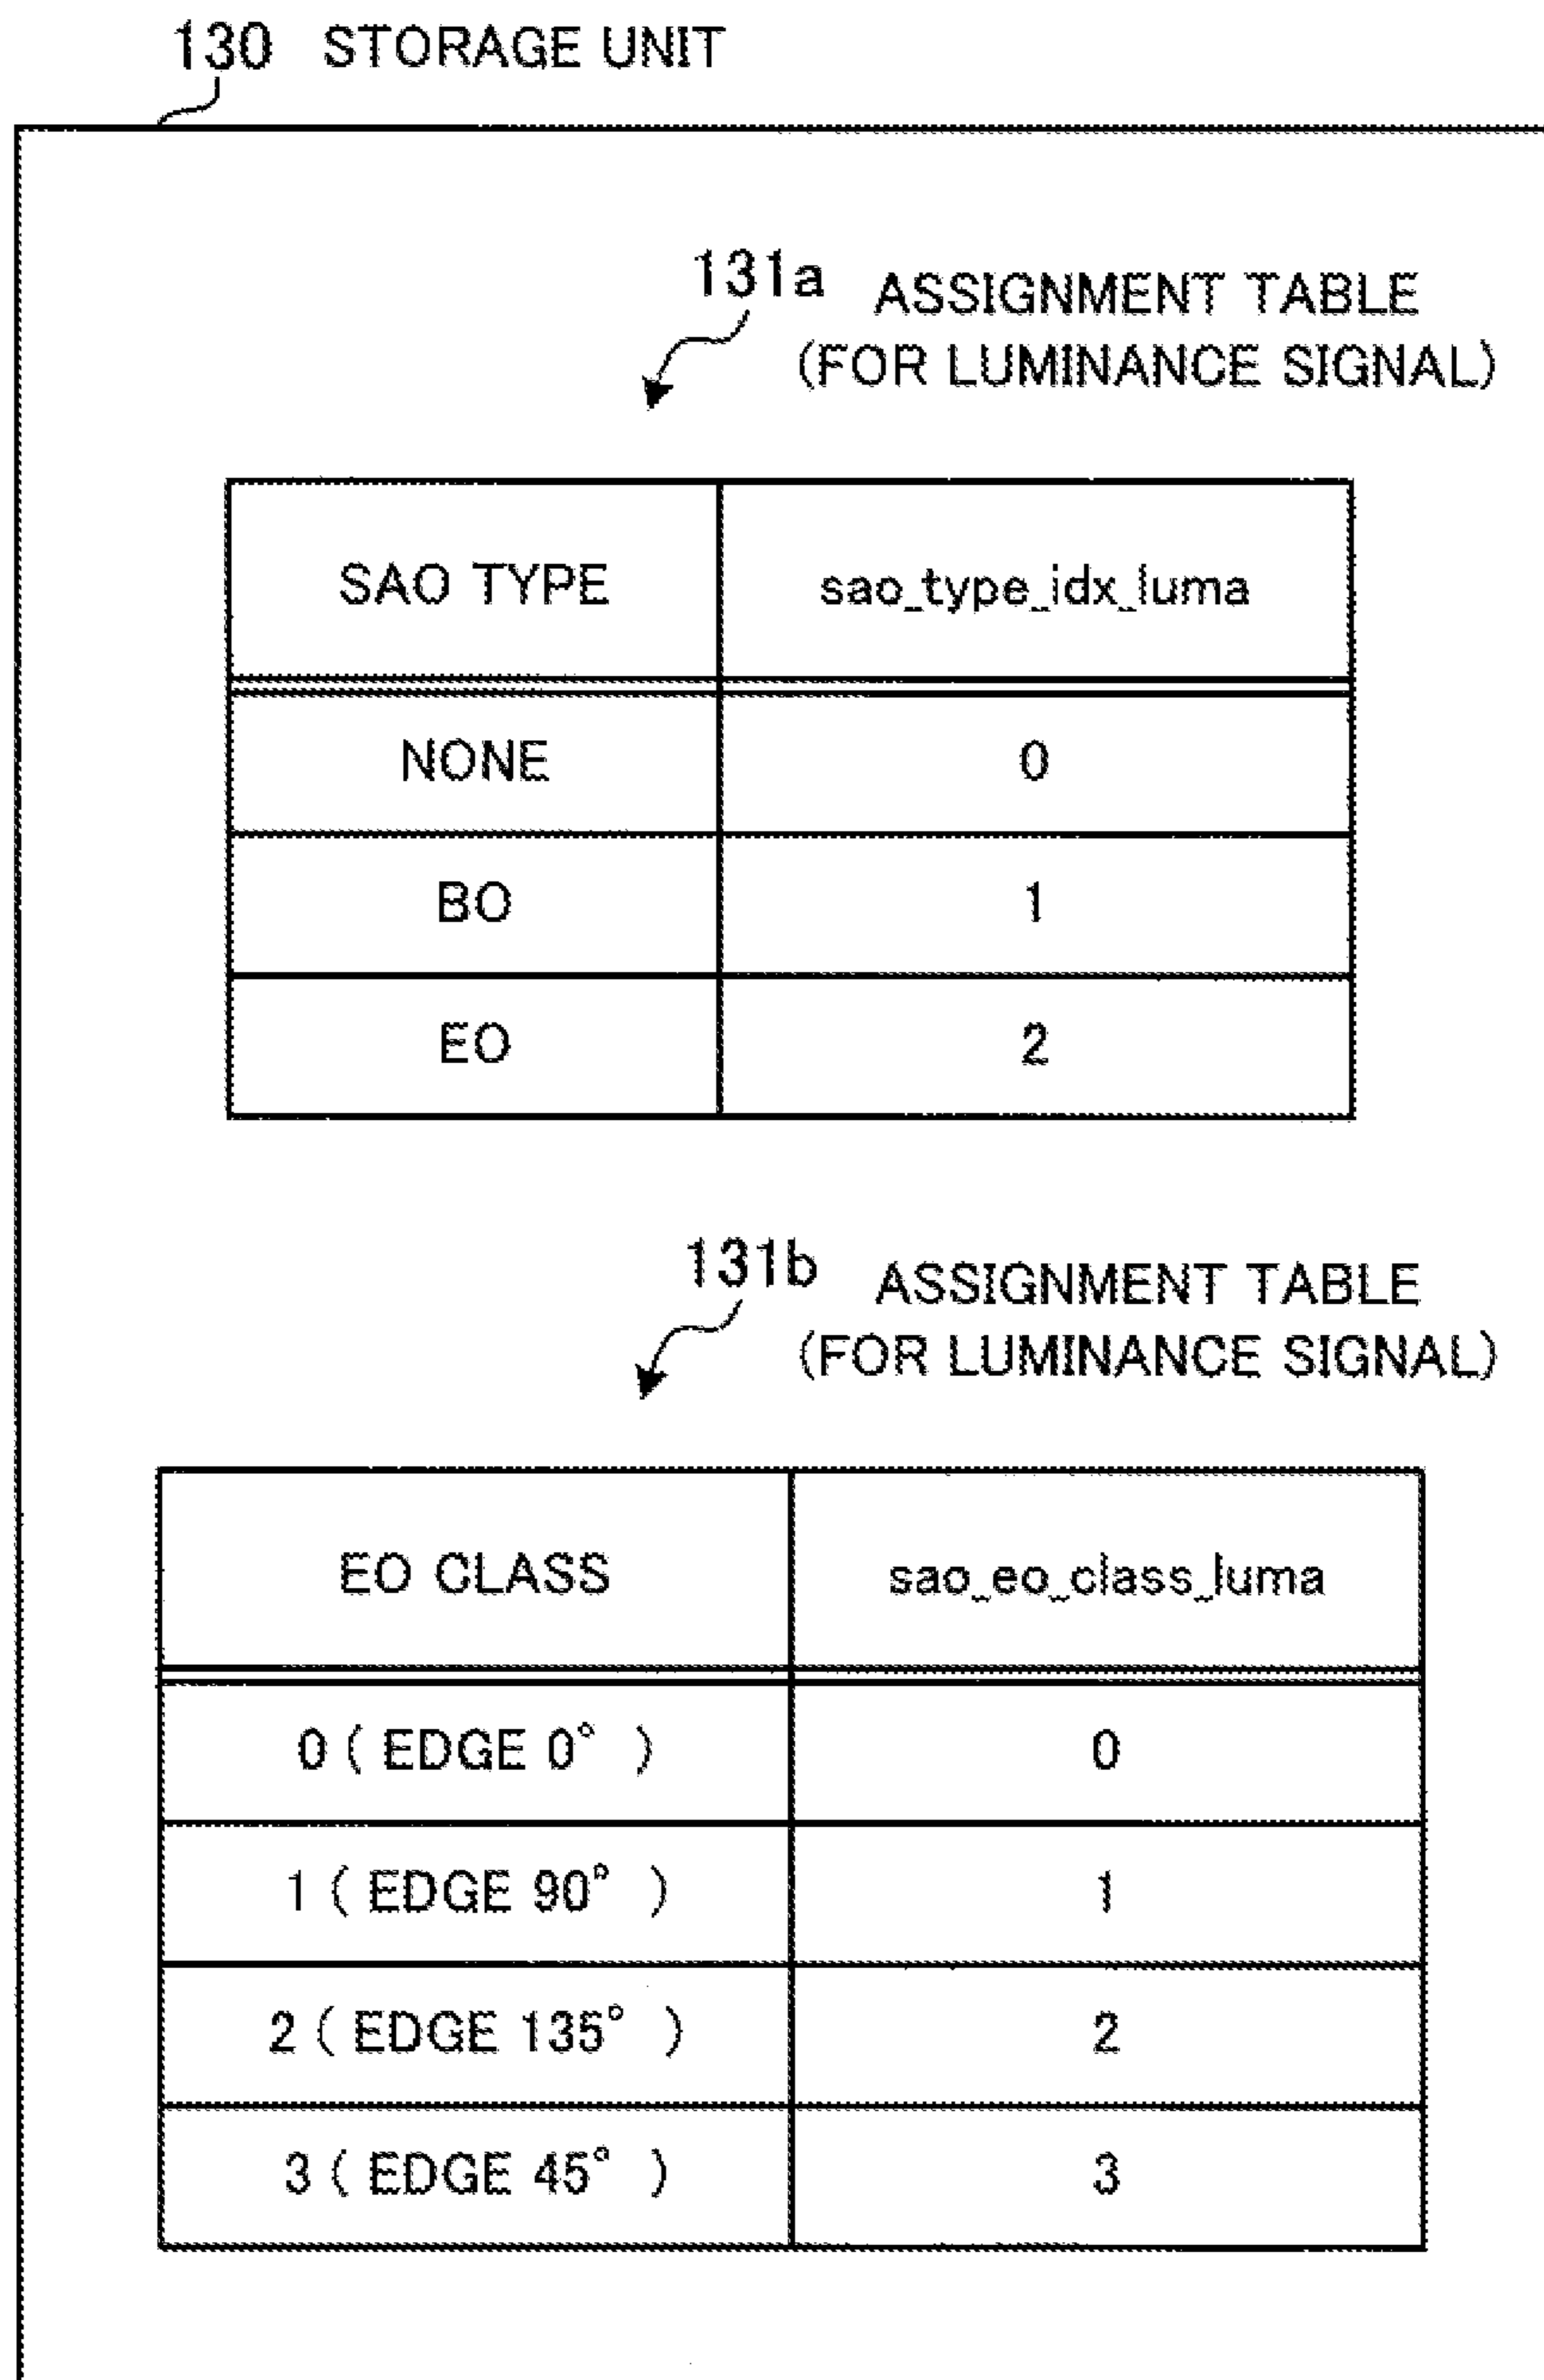 130 STORAGE UNIT
131a ASSIGNMENT TABLE
(FOR LUMINANCE SIGNAL)
SAO TYPE sao_type_idx_luma
NONE 0
BO 1
EO 2
131b ASSIGNMENT TABLE
(FOR LUMINANCE SIGNAL)
EO CLASS sao_eo_class_luma
0 ( EDGE 0° ) 0
1 ( EDGE 90° ) 1
2 ( EDGE 135° ) 2
3 ( EDGE 45° ) 3